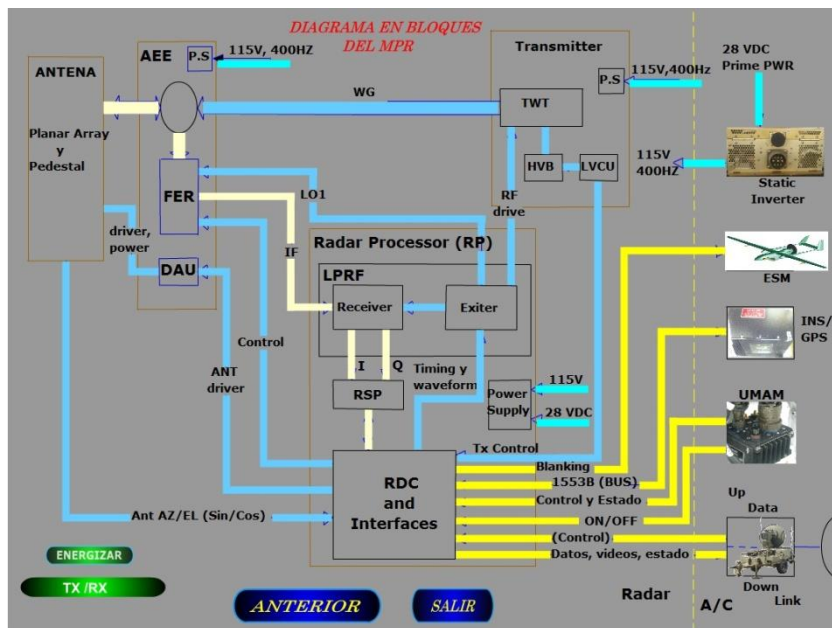 DIAGRAMA EN BLOQUES
DEL MPR
AEE
P.S
115V, 400HZ
Transmitter
28 VDC
Prime PWR
ANTENA
P.S
115V,400Hz
WG
TWT
Planar Array
y
Pedestal
HVB
LVCU
115V
400HZ
Static
Inverter
FER
LO1
RF
drive
driver,
power
Radar Processor (RP)
IF
DAU
LPRF
ESM
Receiver
Exiter
INS/
GPS
Control
ANT
driver
I
Q
Timing y
waveform
115V
RSP
Power
Supply
28 VDC
UMAM
Tx Control
Blanking
RDC
and
Interfaces
1553B (BUS)
Control y Estado
Up
Data
Ant AZ/EL (Sin/Cos)
ON/OFF
(Control)
Datos, videos, estado
ENERGIZAR
TX /RX
Down
Link
Radar
A/C
ANTERIOR
SALIR